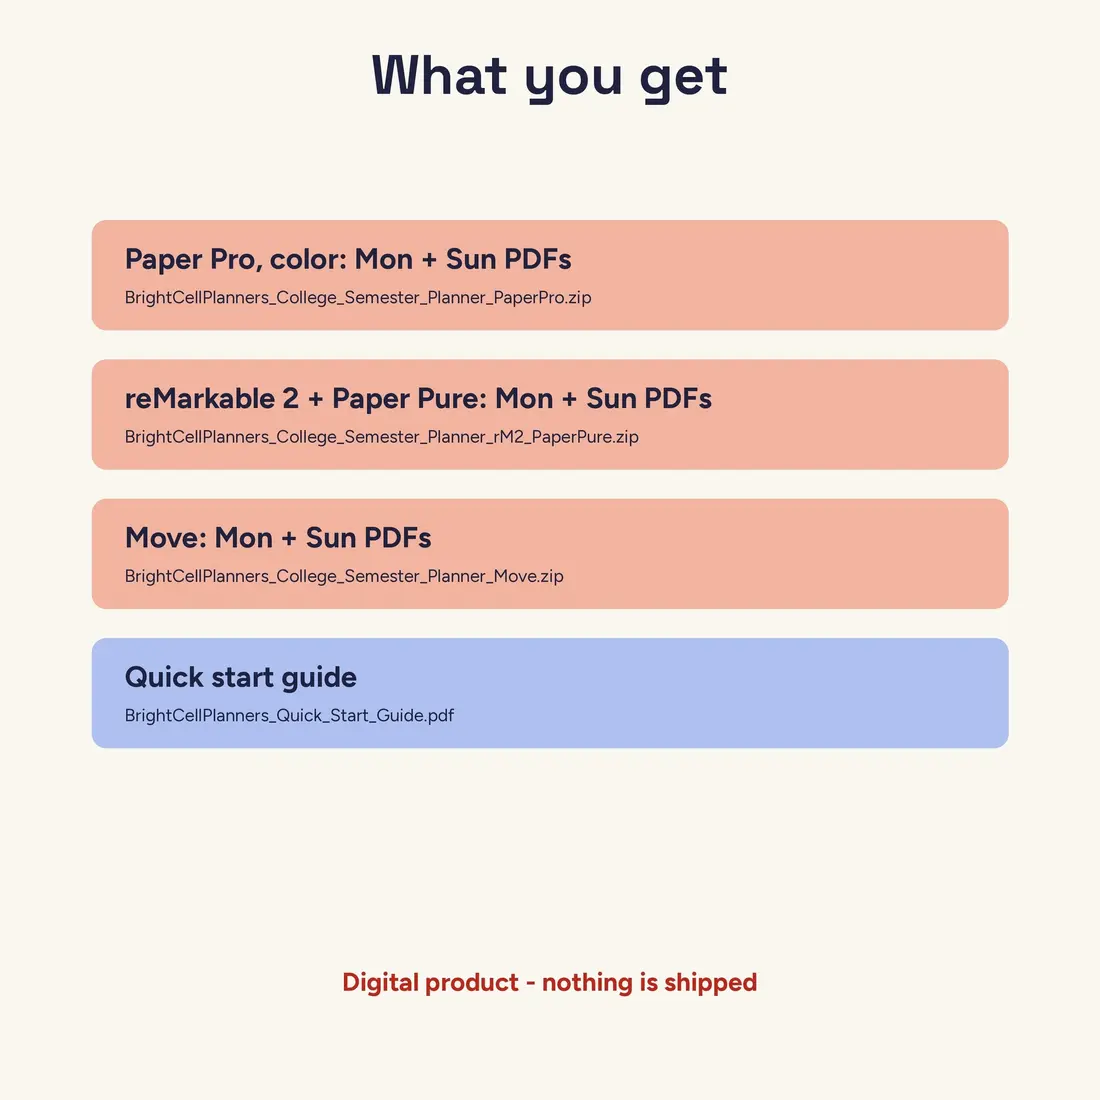 What you get
Paper Pro, color: Mon + Sun PDFs
BrightCellPlanners_College_Semester_Planner_PaperPro.zip
reMarkable 2 + Paper Pure: Mon + Sun PDFs
BrightCellPlanners_College_Semester_Planner_rM2_PaperPure.zip
Move: Mon + Sun PDFs
BrightCellPlanners_College_Semester_Planner_Move.zip
Quick start guide
BrightCellPlanners_Quick_Start_Guide.pdf
Digital product - nothing is shipped